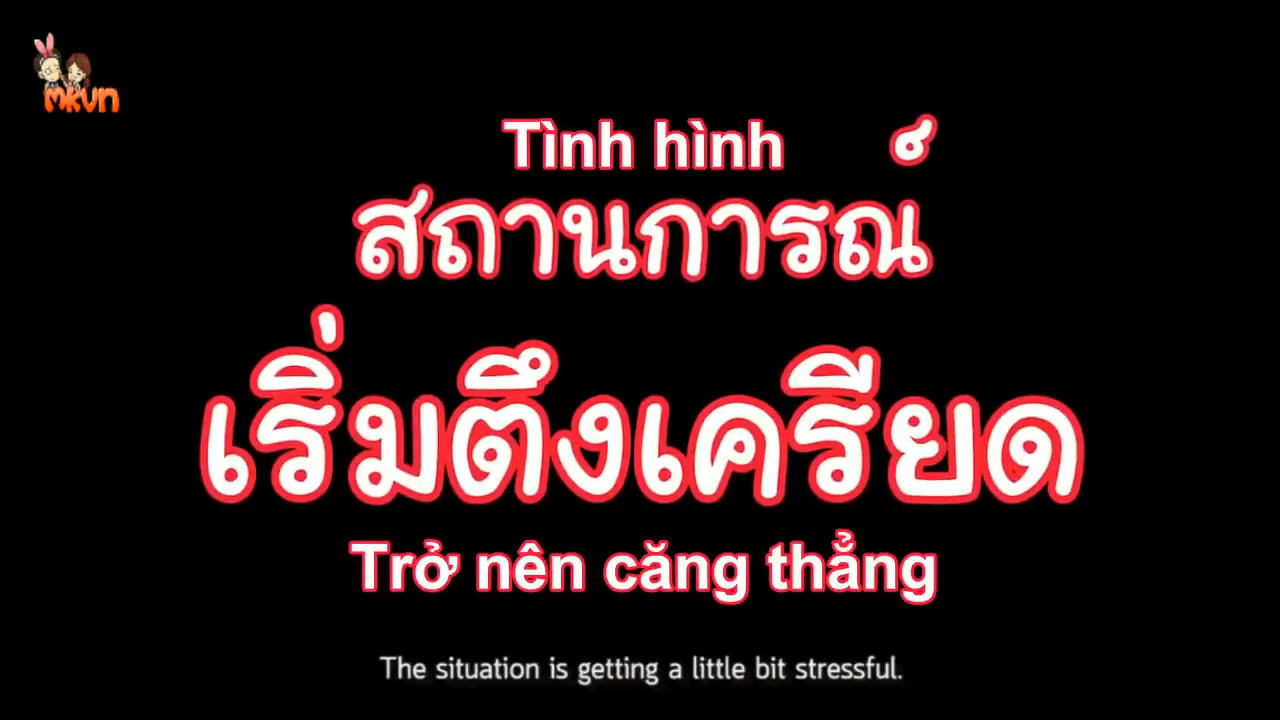 mkvn
Tình hình
สถานการณ์
เริ่มตึงเครียด
Trở nên căng thẳng
The situation is getting a little bit stressful.